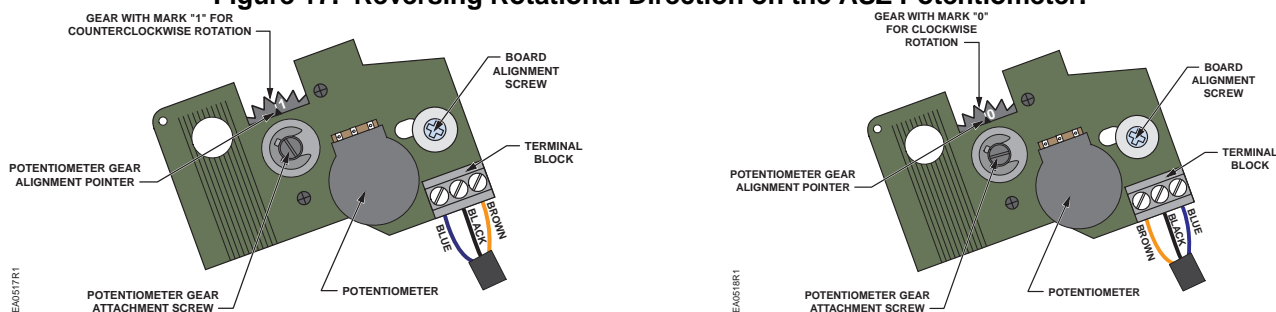 Figure 17: Reversing Rotational Direction on the ASZ4 Potentiometer.
GEAR WITH MARK "1" FOR
COUNTERCLOCKWISE ROTATION
BOARD
ALIGNMENT
SCREW
1
TERMINAL
BLOCK
POTENTIOMETER GEAR
ALIGNMENT POINTER
BLUE
BLACK
BROWN
POTENTIOMETER GEAR
ATTACHMENT SCREW
POTENTIOMETER
EA0517R1
GEAR WITH MARK "0"
FOR CLOCKWISE
ROTATION
BOARD
ALIGNMENT
SCREW
0
TERMINAL
BLOCK
POTENTIOMETER GEAR
ALIGNMENT POINTER
BROWN
BLACK
BLUE
POTENTIOMETER GEAR
ATTACHMENT SCREW
POTENTIOMETER
EA0518R1